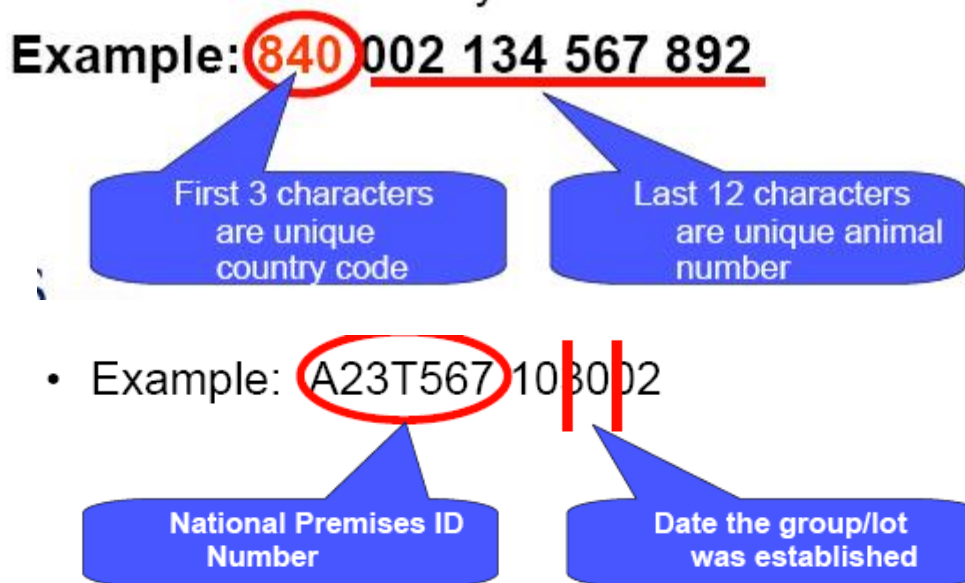 Example: 840 002 134 567 892
First 3 characters
are unique
country code
Last 12 characters
are unique animal
number
• Example: A23T567 103002
National Premises ID
Number
Date the group/lot
was established